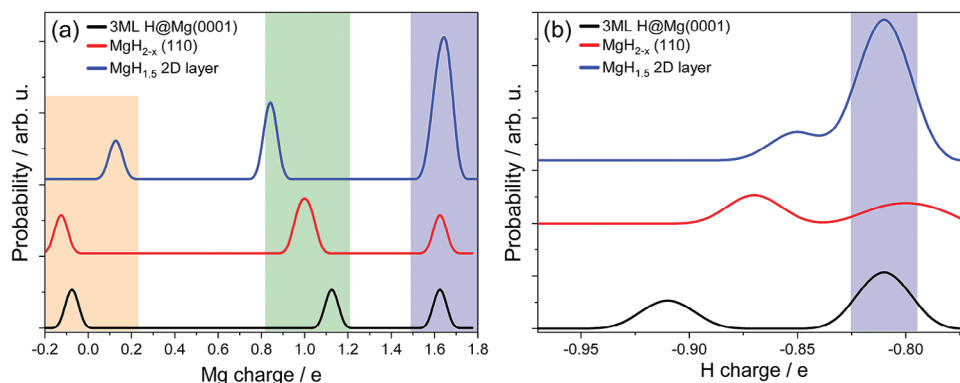 (a)
3ML H@Mg(0001)
MgH2-x (110)
MgH1.5 2D layer
Probability / arb. u.
-0.2 0.0 0.2 0.4 0.6 0.8 1.0 1.2 1.4 1.6 1.8
Mg charge / e
(b)
3ML H@Mg(0001)
MgH2-x (110)
MgH1.5 2D layer
Probability / arb. u.
-0.95 -0.90 -0.85 -0.80
H charge / e